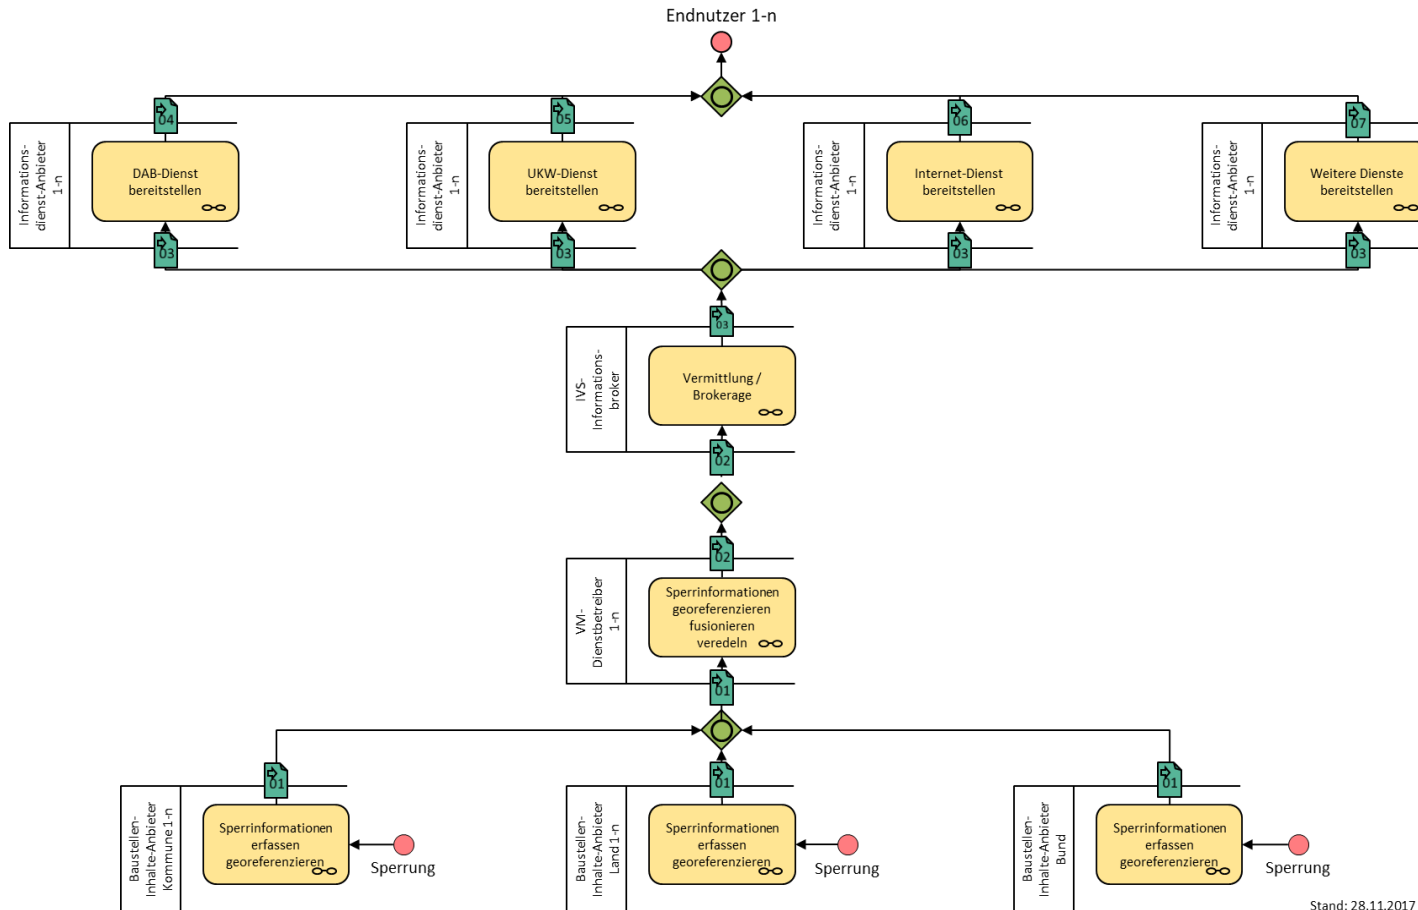 Endnutzer 1-n
04
05
06
07
Informations-
dienst-Anbieter
1-n
DAB-Dienst
bereitstellen
Informations-
dienst-Anbieter
1-n
UKW-Dienst
bereitstellen
Informations-
dienst-Anbieter
1-n
Internet-Dienst
bereitstellen
Informations-
dienst-Anbieter
1-n
Weitere Dienste
bereitstellen
03
03
03
03
03
IVS-
Informations-
broker
Vermittlung /
Brokerage
02
02
VM-
Dienstbetreiber
1-n
Sperrinformationen
georeferenzieren
fusionieren
veredeln
01
01
01
01
Baustellen-
Inhalte-Anbieter
Kommune 1-n
Sperrinformationen
erfassen
georeferenzieren
Sperrung
Baustellen-
Inhalte-Anbieter
Land 1-n
Sperrinformationen
erfassen
georeferenzieren
Sperrung
Baustellen-
Inhalte-Anbieter
Bund
Sperrinformationen
erfassen
georeferenzieren
Sperrung
Stand: 28.11.2017